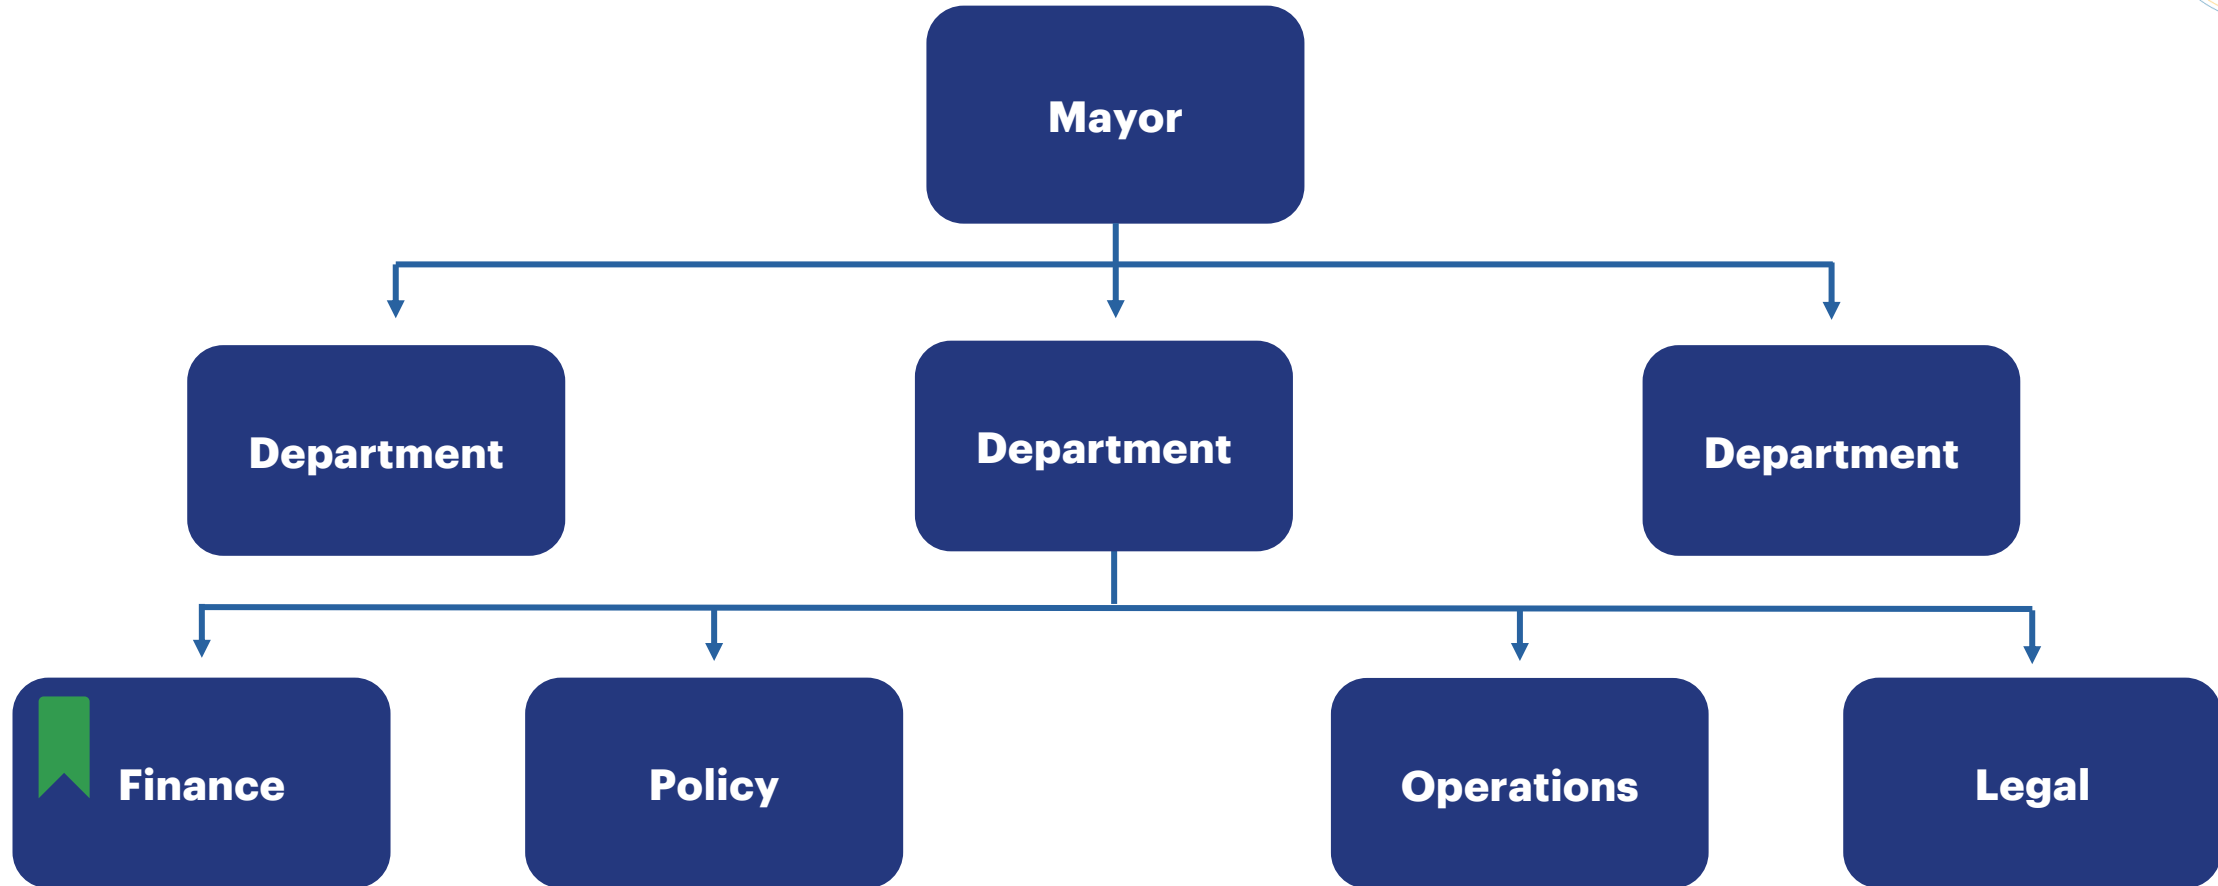 Mayor
Department
Department
Department
Finance
Policy
Operations
Legal